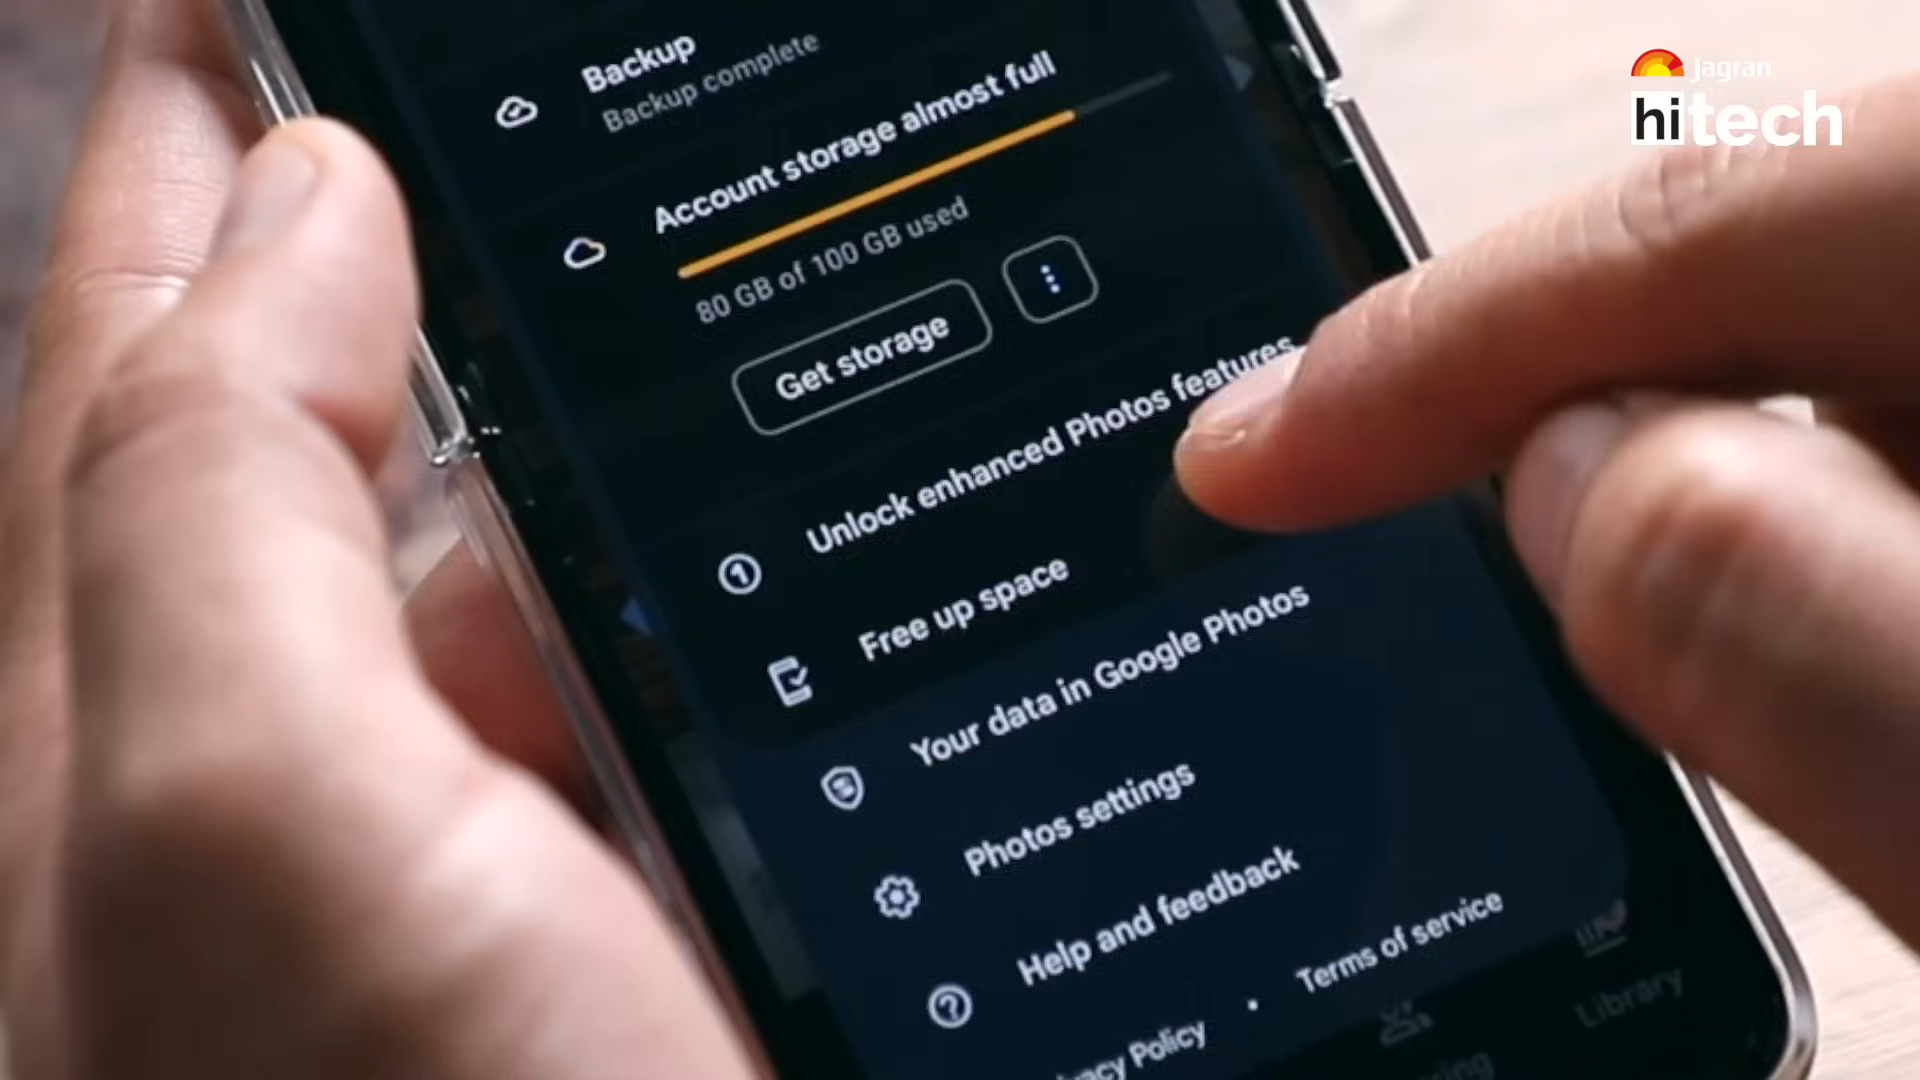 Jagran
hitech
Backup
Backup complete
Account storage almost full
80 GB of 100 GB used
Get storage
Unlock enhanced Photos features
Free up space
Your data in Google Photos
Photos settings
Help and feedback
Policy • Terms of service
Library